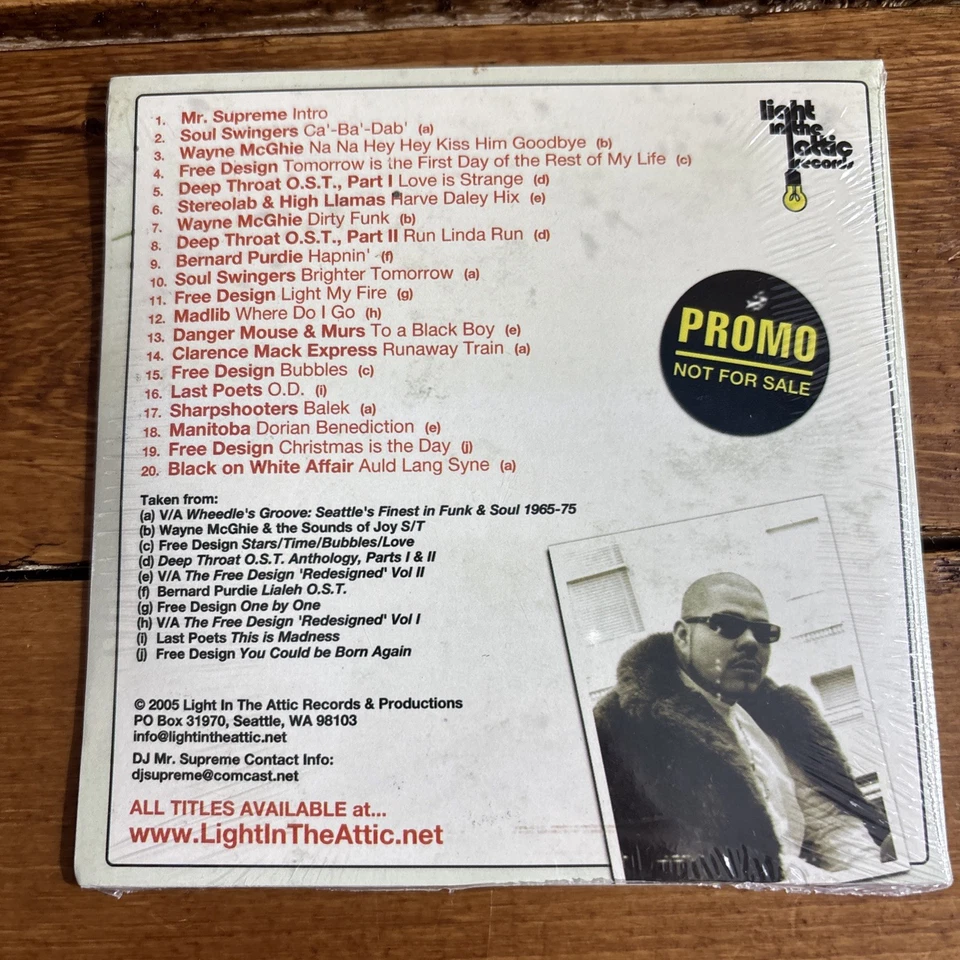 1. Mr. Supreme Intro
2. Soul Swingers Ca'-Ba'-Dab' (a)
3. Wayne McGhie Na Na Hey Hey Kiss Him Goodbye (b)
4. Free Design Tomorrow is the First Day of the Rest of My Life (c)
5. Deep Throat O.S.T., Part I Love is Strange (d)
6. Stereolab & High Llamas Harve Daley Hix (e)
7. Wayne McGhie Dirty Funk (b)
8. Deep Throat O.S.T., Part II Run Linda Run (d)
9. Bernard Purdie Hapnin' (f)
10. Soul Swingers Brighter Tomorrow (a)
11. Free Design Light My Fire (g)
12. Madlib Where Do I Go (h)
13. Danger Mouse & Murs To a Black Boy (e)
14. Clarence Mack Express Runaway Train (a)
15. Free Design Bubbles (c)
16. Last Poets O.D. (i)
17. Sharpshooters Balek (a)
18. Manitoba Dorian Benediction (e)
19. Free Design Christmas is the Day (j)
20. Black on White Affair Auld Lang Syne (a)
light
in the
attic
records
PROMO
NOT FOR SALE
Taken from:
(a) V/A Wheedle's Groove: Seattle's Finest in Funk & Soul 1965-75
(b) Wayne McGhie & the Sounds of Joy S/T
(c) Free Design Stars/Time/Bubbles/Love
(d) Deep Throat O.S.T. Anthology, Parts I & II
(e) V/A The Free Design 'Redesigned' Vol II
(f) Bernard Purdie Lialeh O.S.T.
(g) Free Design One by One
(h) V/A The Free Design 'Redesigned' Vol I
(i) Last Poets This is Madness
(j) Free Design You Could be Born Again
© 2005 Light In The Attic Records & Productions
PO Box 31970, Seattle, WA 98103
info@lightintheattic.net
DJ Mr. Supreme Contact Info:
djsupreme@comcast.net
ALL TITLES AVAILABLE at...
www.LightInTheAttic.net